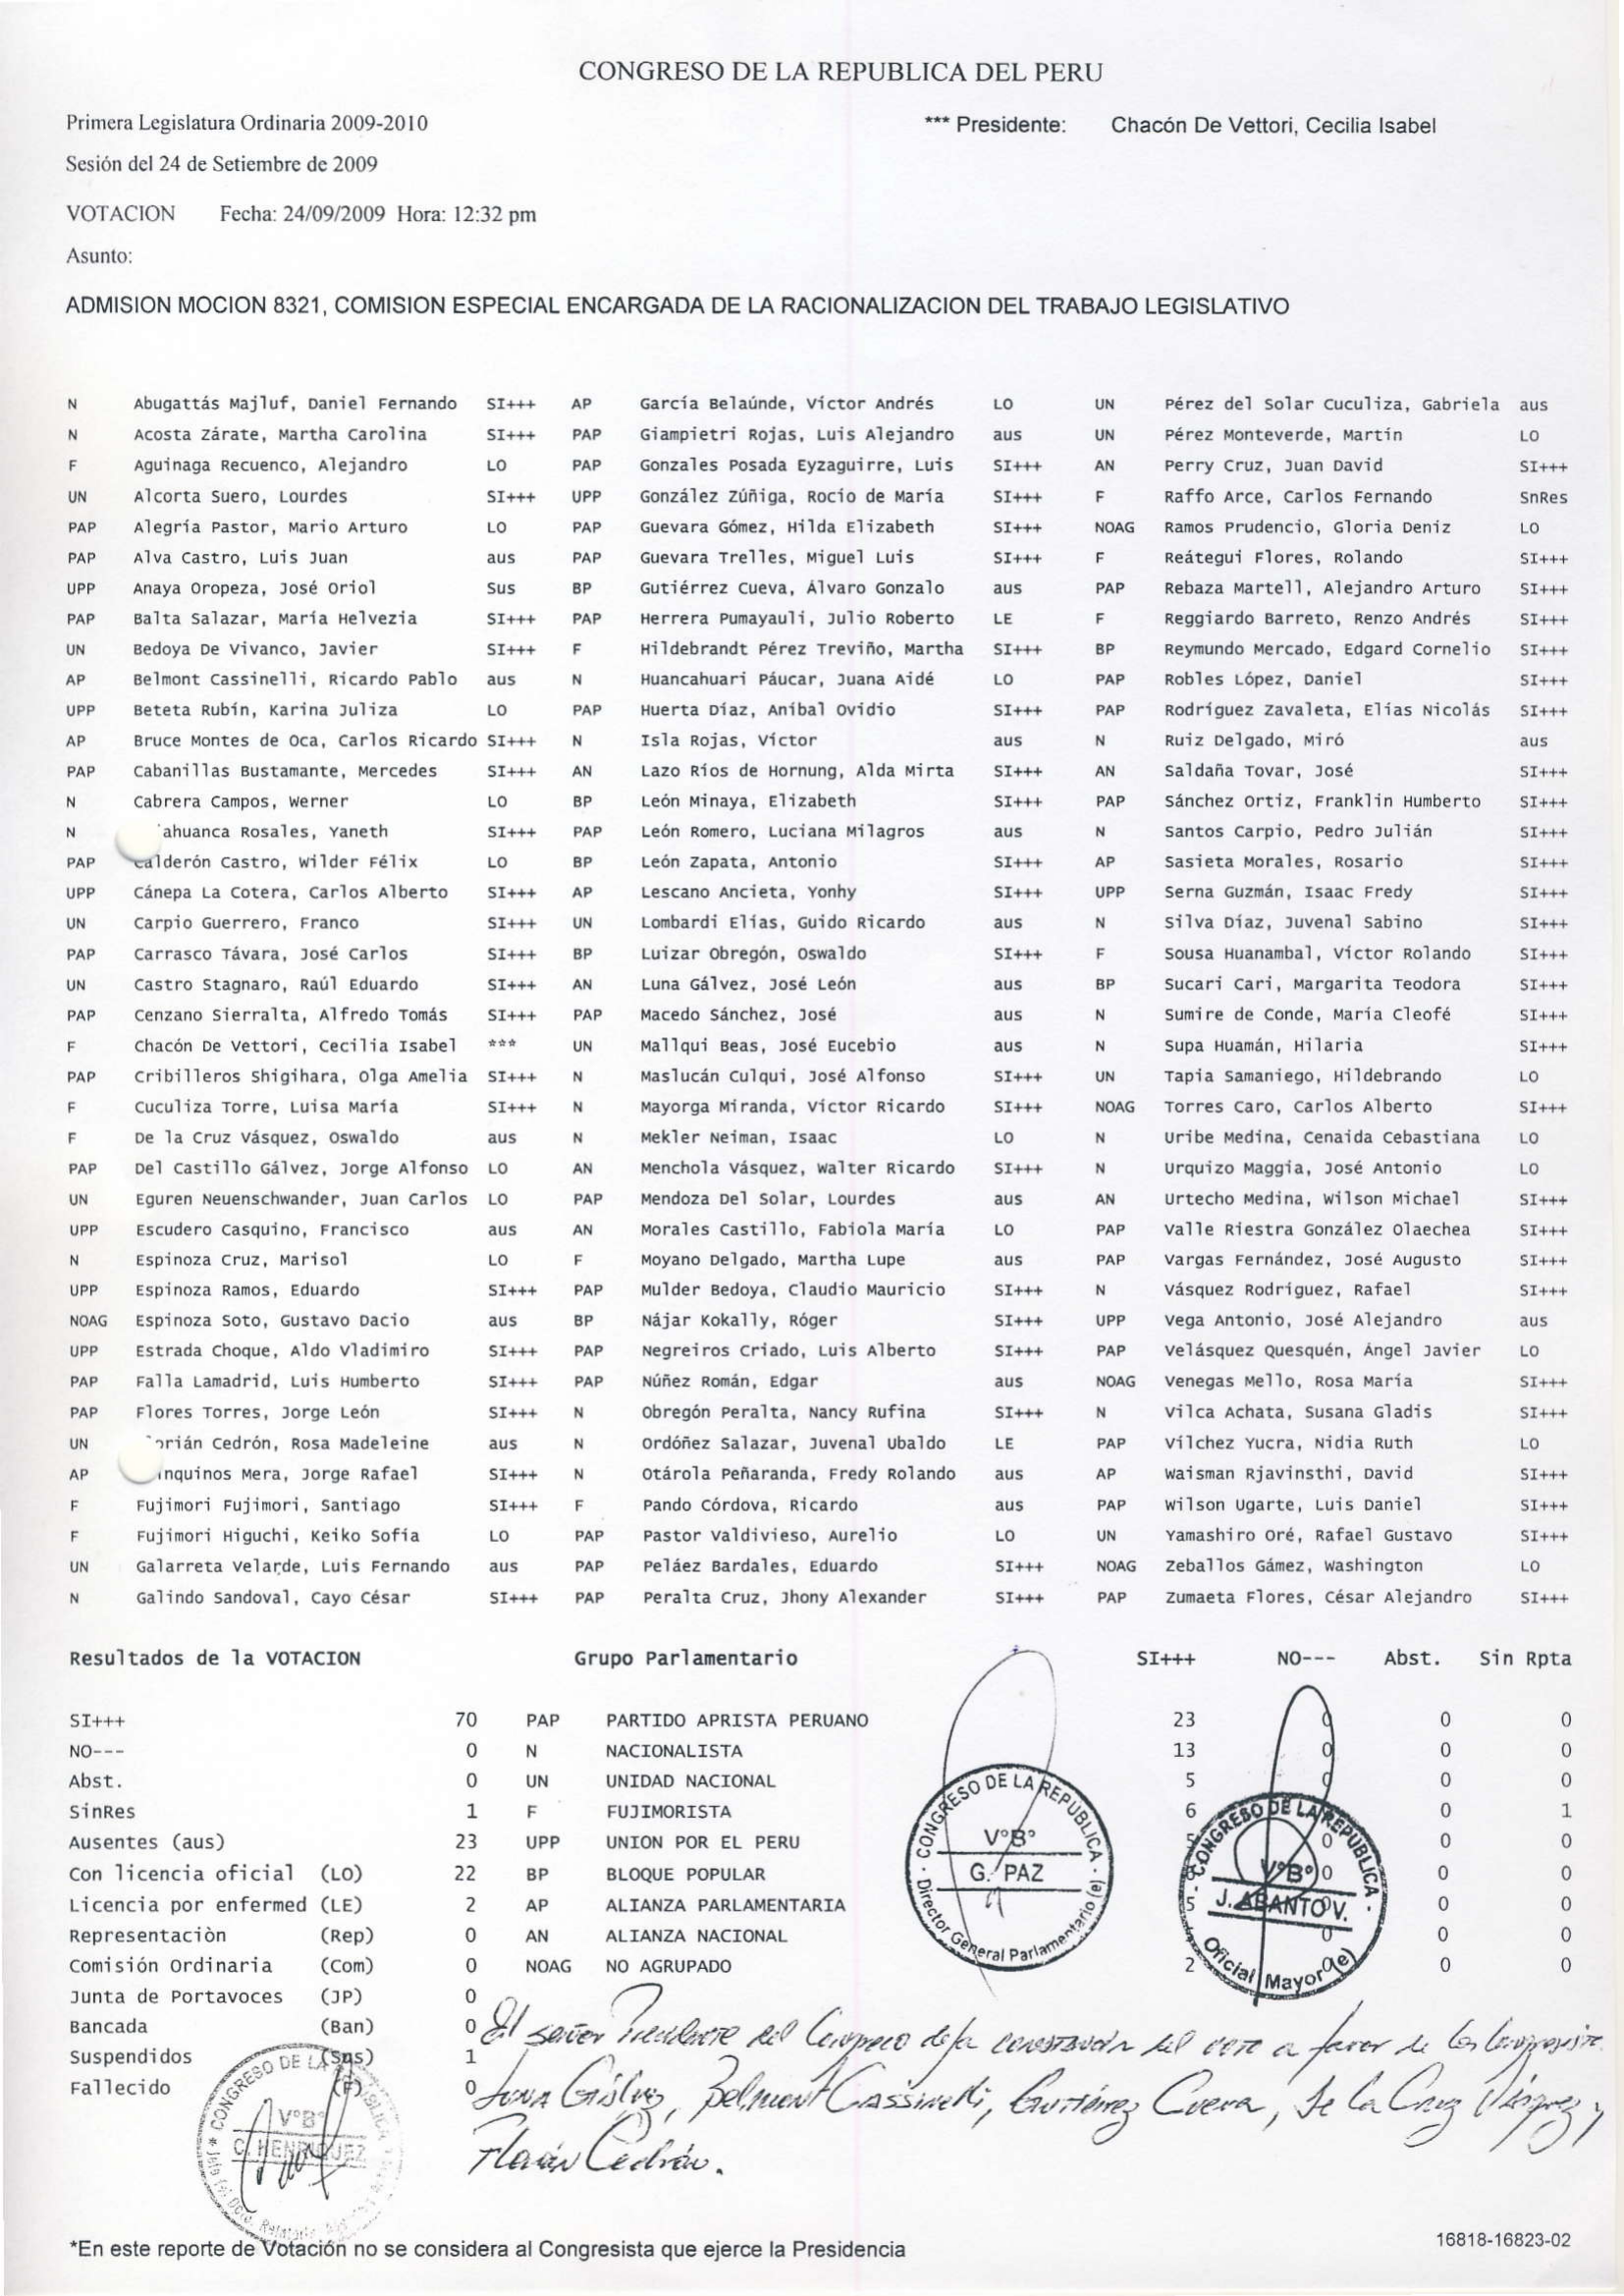 CONGRESO DE LA REPUBLICA DEL PERU
Primera Legislatura Ordinaria 2009-2010 *** Presidente: Chacón De Vettori, Cecilia Isabel
Sesión del 24 de Setiembre de 2009
VOTACION Fecha: 24/09/2009 Hora: 12:32 pm
Asunto:
ADMISION MOCION 8321, COMISION ESPECIAL ENCARGADA DE LA RACIONALIZACION DEL TRABAJO LEGISLATIVO
N Abugattás Majluf, Daniel Fernando SI+++ AP García Belaúnde, Víctor Andrés LO UN Pérez del Solar Cuculiza, Gabriela aus
N Acosta Zárate, Martha Carolina SI+++ PAP Giampietri Rojas, Luis Alejandro aus UN Pérez Monteverde, Martín LO
F Aguinaga Recuenco, Alejandro LO PAP Gonzales Posada Eyzaguirre, Luis SI+++ AN Perry Cruz, Juan David SI+++
UN Alcorta Suero, Lourdes SI+++ UPP González Zúñiga, Rocio de María SI+++ F Raffo Arce, Carlos Fernando SnRes
PAP Alegría Pastor, Mario Arturo LO PAP Guevara Gómez, Hilda Elizabeth SI+++ NOAG Ramos Prudencio, Gloria Deniz LO
PAP Alva Castro, Luis Juan aus PAP Guevara Trelles, Miguel Luis SI+++ F Reátegui Flores, Rolando SI+++
UPP Anaya Oropeza, José Oriol Sus BP Gutiérrez Cueva, Álvaro Gonzalo aus PAP Rebaza Martell, Alejandro Arturo SI+++
PAP Balta Salazar, María Helvezia SI+++ PAP Herrera Pumayauli, Julio Roberto LE F Reggiardo Barreto, Renzo Andrés SI+++
UN Bedoya De Vivanco, Javier SI+++ F Hildebrandt Pérez Treviño, Martha SI+++ BP Reymundo Mercado, Edgard Cornelio SI+++
AP Belmont Cassinelli, Ricardo Pablo aus N Huancahuari Páucar, Juana Aidé LO PAP Robles López, Daniel SI+++
UPP Beteta Rubín, Karina Juliza LO PAP Huerta Díaz, Aníbal Ovidio SI+++ PAP Rodríguez Zavaleta, Elías Nicolás SI+++
AP Bruce Montes de Oca, Carlos Ricardo SI+++ N Isla Rojas, Víctor aus N Ruiz Delgado, Miró aus
PAP Cabanillas Bustamante, Mercedes SI+++ AN Lazo Ríos de Hornung, Alda Mirta SI+++ AN Saldaña Tovar, José SI+++
N Cabrera Campos, Werner LO BP León Minaya, Elizabeth SI+++ PAP Sánchez Ortiz, Franklin Humberto SI+++
N ahuanca Rosales, Yaneth SI+++ PAP León Romero, Luciana Milagros aus N Santos Carpio, Pedro Julián SI+++
PAP Calderón Castro, Wilder Félix LO BP León Zapata, Antonio SI+++ AP Sasieta Morales, Rosario SI+++
UPP Cánepa La Cotera, Carlos Alberto SI+++ AP Lescano Ancieta, Yonhy SI+++ UPP Serna Guzmán, Isaac Fredy SI+++
UN Carpio Guerrero, Franco SI+++ UN Lombardi Elías, Guido Ricardo aus N Silva Díaz, Juvenal Sabino SI+++
PAP Carrasco Távara, José Carlos SI+++ BP Luizar Obregón, Oswaldo SI+++ F Sousa Huanambal, Víctor Rolando SI+++
UN Castro Stagnaro, Raúl Eduardo SI+++ AN Luna Gálvez, José León aus BP Sucari Cari, Margarita Teodora SI+++
PAP Cenzano Sierralta, Alfredo Tomás SI+++ PAP Macedo Sánchez, José aus N Sumire de Conde, María Cleofé SI+++
F Chacón De Vettori, Cecilia Isabel *** UN Mallqui Beas, José Eucebio aus N Supa Huamán, Hilaria SI+++
PAP Cribilleros Shigihara, Olga Amelia SI+++ N Maslucán Culqui, José Alfonso SI+++ UN Tapia Samaniego, Hildebrando LO
F Cuculiza Torre, Luisa María SI+++ N Mayorga Miranda, Víctor Ricardo SI+++ NOAG Torres Caro, Carlos Alberto SI+++
F De la Cruz Vásquez, Oswaldo aus N Mekler Neiman, Isaac LO N Uribe Medina, Cenaida Cebastiana LO
PAP Del Castillo Gálvez, Jorge Alfonso LO AN Menchola Vásquez, Walter Ricardo SI+++ N Urquizo Maggia, José Antonio LO
UN Eguren Neuenschwander, Juan Carlos LO PAP Mendoza Del Solar, Lourdes aus AN Urtecho Medina, Wilson Michael SI+++
UPP Escudero Casquino, Francisco aus AN Morales Castillo, Fabiola María LO PAP Valle Riestra González Olaechea SI+++
N Espinoza Cruz, Marisol LO F Moyano Delgado, Martha Lupe aus PAP Vargas Fernández, José Augusto SI+++
UPP Espinoza Ramos, Eduardo SI+++ PAP Mulder Bedoya, Claudio Mauricio SI+++ N Vásquez Rodríguez, Rafael SI+++
NOAG Espinoza Soto, Gustavo Dacio aus BP Nájar Kokally, Róger SI+++ UPP Vega Antonio, José Alejandro aus
UPP Estrada Choque, Aldo Vladimiro SI+++ PAP Negreiros Criado, Luis Alberto SI+++ PAP Velásquez Quesquén, Ángel Javier LO
PAP Falla Lamadrid, Luis Humberto SI+++ PAP Núñez Román, Edgar aus NOAG Venegas Mello, Rosa María SI+++
PAP Flores Torres, Jorge León SI+++ N Obregón Peralta, Nancy Rufina SI+++ N Vilca Achata, Susana Gladis SI+++
UN orián Cedrón, Rosa Madeleine aus N Ordóñez Salazar, Juvenal Ubaldo LE PAP Vílchez Yucra, Nidia Ruth LO
AP nquinos Mera, Jorge Rafael SI+++ N Otárola Peñaranda, Fredy Rolando aus AP Waisman Rjavinsthi, David SI+++
F Fujimori Fujimori, Santiago SI+++ F Pando Córdova, Ricardo aus PAP Wilson Ugarte, Luis Daniel SI+++
F Fujimori Higuchi, Keiko Sofía LO PAP Pastor Valdivieso, Aurelio LO UN Yamashiro Oré, Rafael Gustavo SI+++
UN Galarreta Velarde, Luis Fernando aus PAP Peláez Bardales, Eduardo SI+++ NOAG Zeballos Gámez, Washington LO
N Galindo Sandoval, Cayo César SI+++ PAP Peralta Cruz, Jhony Alexander SI+++ PAP Zumaeta Flores, César Alejandro SI+++
Resultados de la VOTACION Grupo Parlamentario SI+++ NO--- Abst. Sin Rpta
SI+++ 70 PAP PARTIDO APRISTA PERUANO 23 0 0 0
NO--- 0 N NACIONALISTA 13 0 0 0
Abst. 0 UN UNIDAD NACIONAL 5 0 0 0
SinRes 1 F FUJIMORISTA 6 0 1
Ausentes (aus) 23 UPP UNION POR EL PERU 5 0 0 0
Con licencia oficial (LO) 22 BP BLOQUE POPULAR 0 0 0
Licencia por enfermed (LE) 2 AP ALIANZA PARLAMENTARIA 5 0 0 0
Representaciòn (Rep) 0 AN ALIANZA NACIONAL 0 0 0
Comisión Ordinaria (Com) 0 NOAG NO AGRUPADO 2 0 0 0
Junta de Portavoces (JP) 0
Bancada (Ban) 0
Suspendidos (Sus) 1
Fallecido (F) 0
CONGRESO DE LA REPUBLICA
V°B°
G. PAZ
Director General Parlamentario (e)
CONGRESO DE LA REPUBLICA
V°B°
J. ABANTO V.
Oficial Mayor (e)
El señor Presidente del Congreso deja constancia del voto a favor de los Congresistas
Luna Gálvez, Belmont Cassinelli, Gutiérrez Cueva, De la Cruz Vásquez y
Florián Cedrón.
CONGRESO DE LA REPUBLICA
V°B°
C. HENRIQUEZ
*En este reporte de Votación no se considera al Congresista que ejerce la Presidencia
16818-16823-02